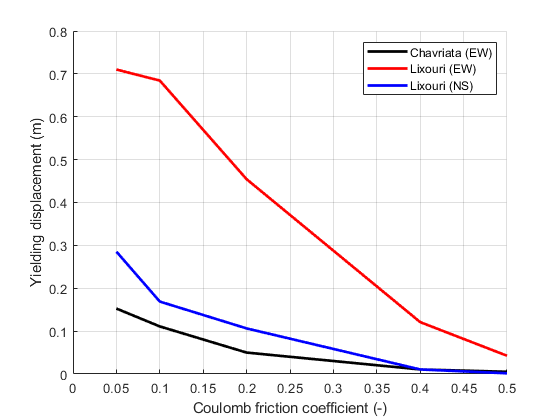 0.8
0.7
0.6
0.5
0.4
0.3
0.2
0.1
0
Yielding displacement (m)
Chavriata (EW)
Lixouri (EW)
Lixouri (NS)
0 0.05 0.1 0.15 0.2 0.25 0.3 0.35 0.4 0.45 0.5
Coulomb friction coefficient (-)